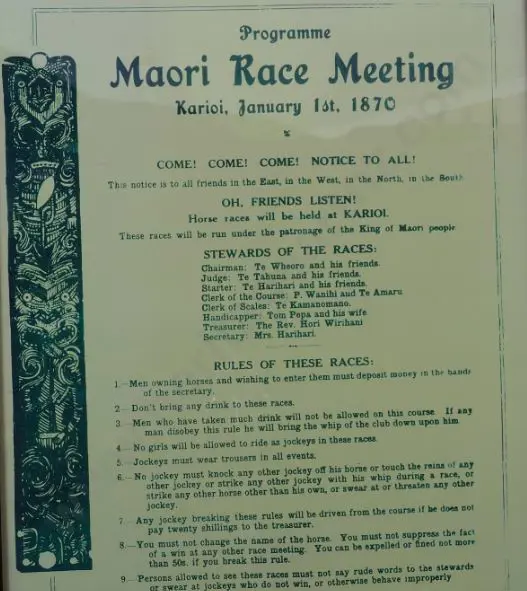 Programme
Maori Race Meeting
Karioi, January 1st, 1870
COME! COME! COME! NOTICE TO ALL!
This notice is to all friends in the East, in the West, in the North, in the South
OH, FRIENDS LISTEN!
Horse races will be held at KARIOI.
These races will be run under the patronage of the King of Maori people
STEWARDS OF THE RACES:
Chairman: Te Wheoro and his friends.
Judge: Te Tahuna and his friends.
Starter: Te Harihari and his friends.
Clerk of the Course: P. Wanihi and Te Amaru
Clerk of Scales: Te Kamanomano.
Handicapper: Tom Pepa and his wife
Treasurer: The Rev. Hori Wirihani
Secretary: Mrs. Harihari.
RULES OF THESE RACES:
1.—Men owning horses and wishing to enter them must deposit money in the hands
of the secretary.
2.—Don't bring any drink to these races.
3.—Men who have taken much drink will not be allowed on this course. If any
man disobey this rule he will bring the whip of the club down upon him
4.—No girls will be allowed to ride as jockeys in these races.
5.—Jockeys must wear trousers in all events.
6.—No jockey must knock any other jockey off his horse or touch the reins of any
other jockey or strike any other jockey with his whip during a race, or
strike any other horse other than his own, or swear at or threaten any other
jockey.
7.—Any jockey breaking these rules will be driven from the course if he does not
pay twenty shillings to the treasurer.
8.—You must not change the name of the horse. You must not suppress the fact
of a win at any other race meeting. You can be expelled or fined not more
than 50s. if you break this rule.
9.—Persons allowed to see these races must not say rude words to the stewards
or swear at jockeys who do not win, or otherwise behave improperly